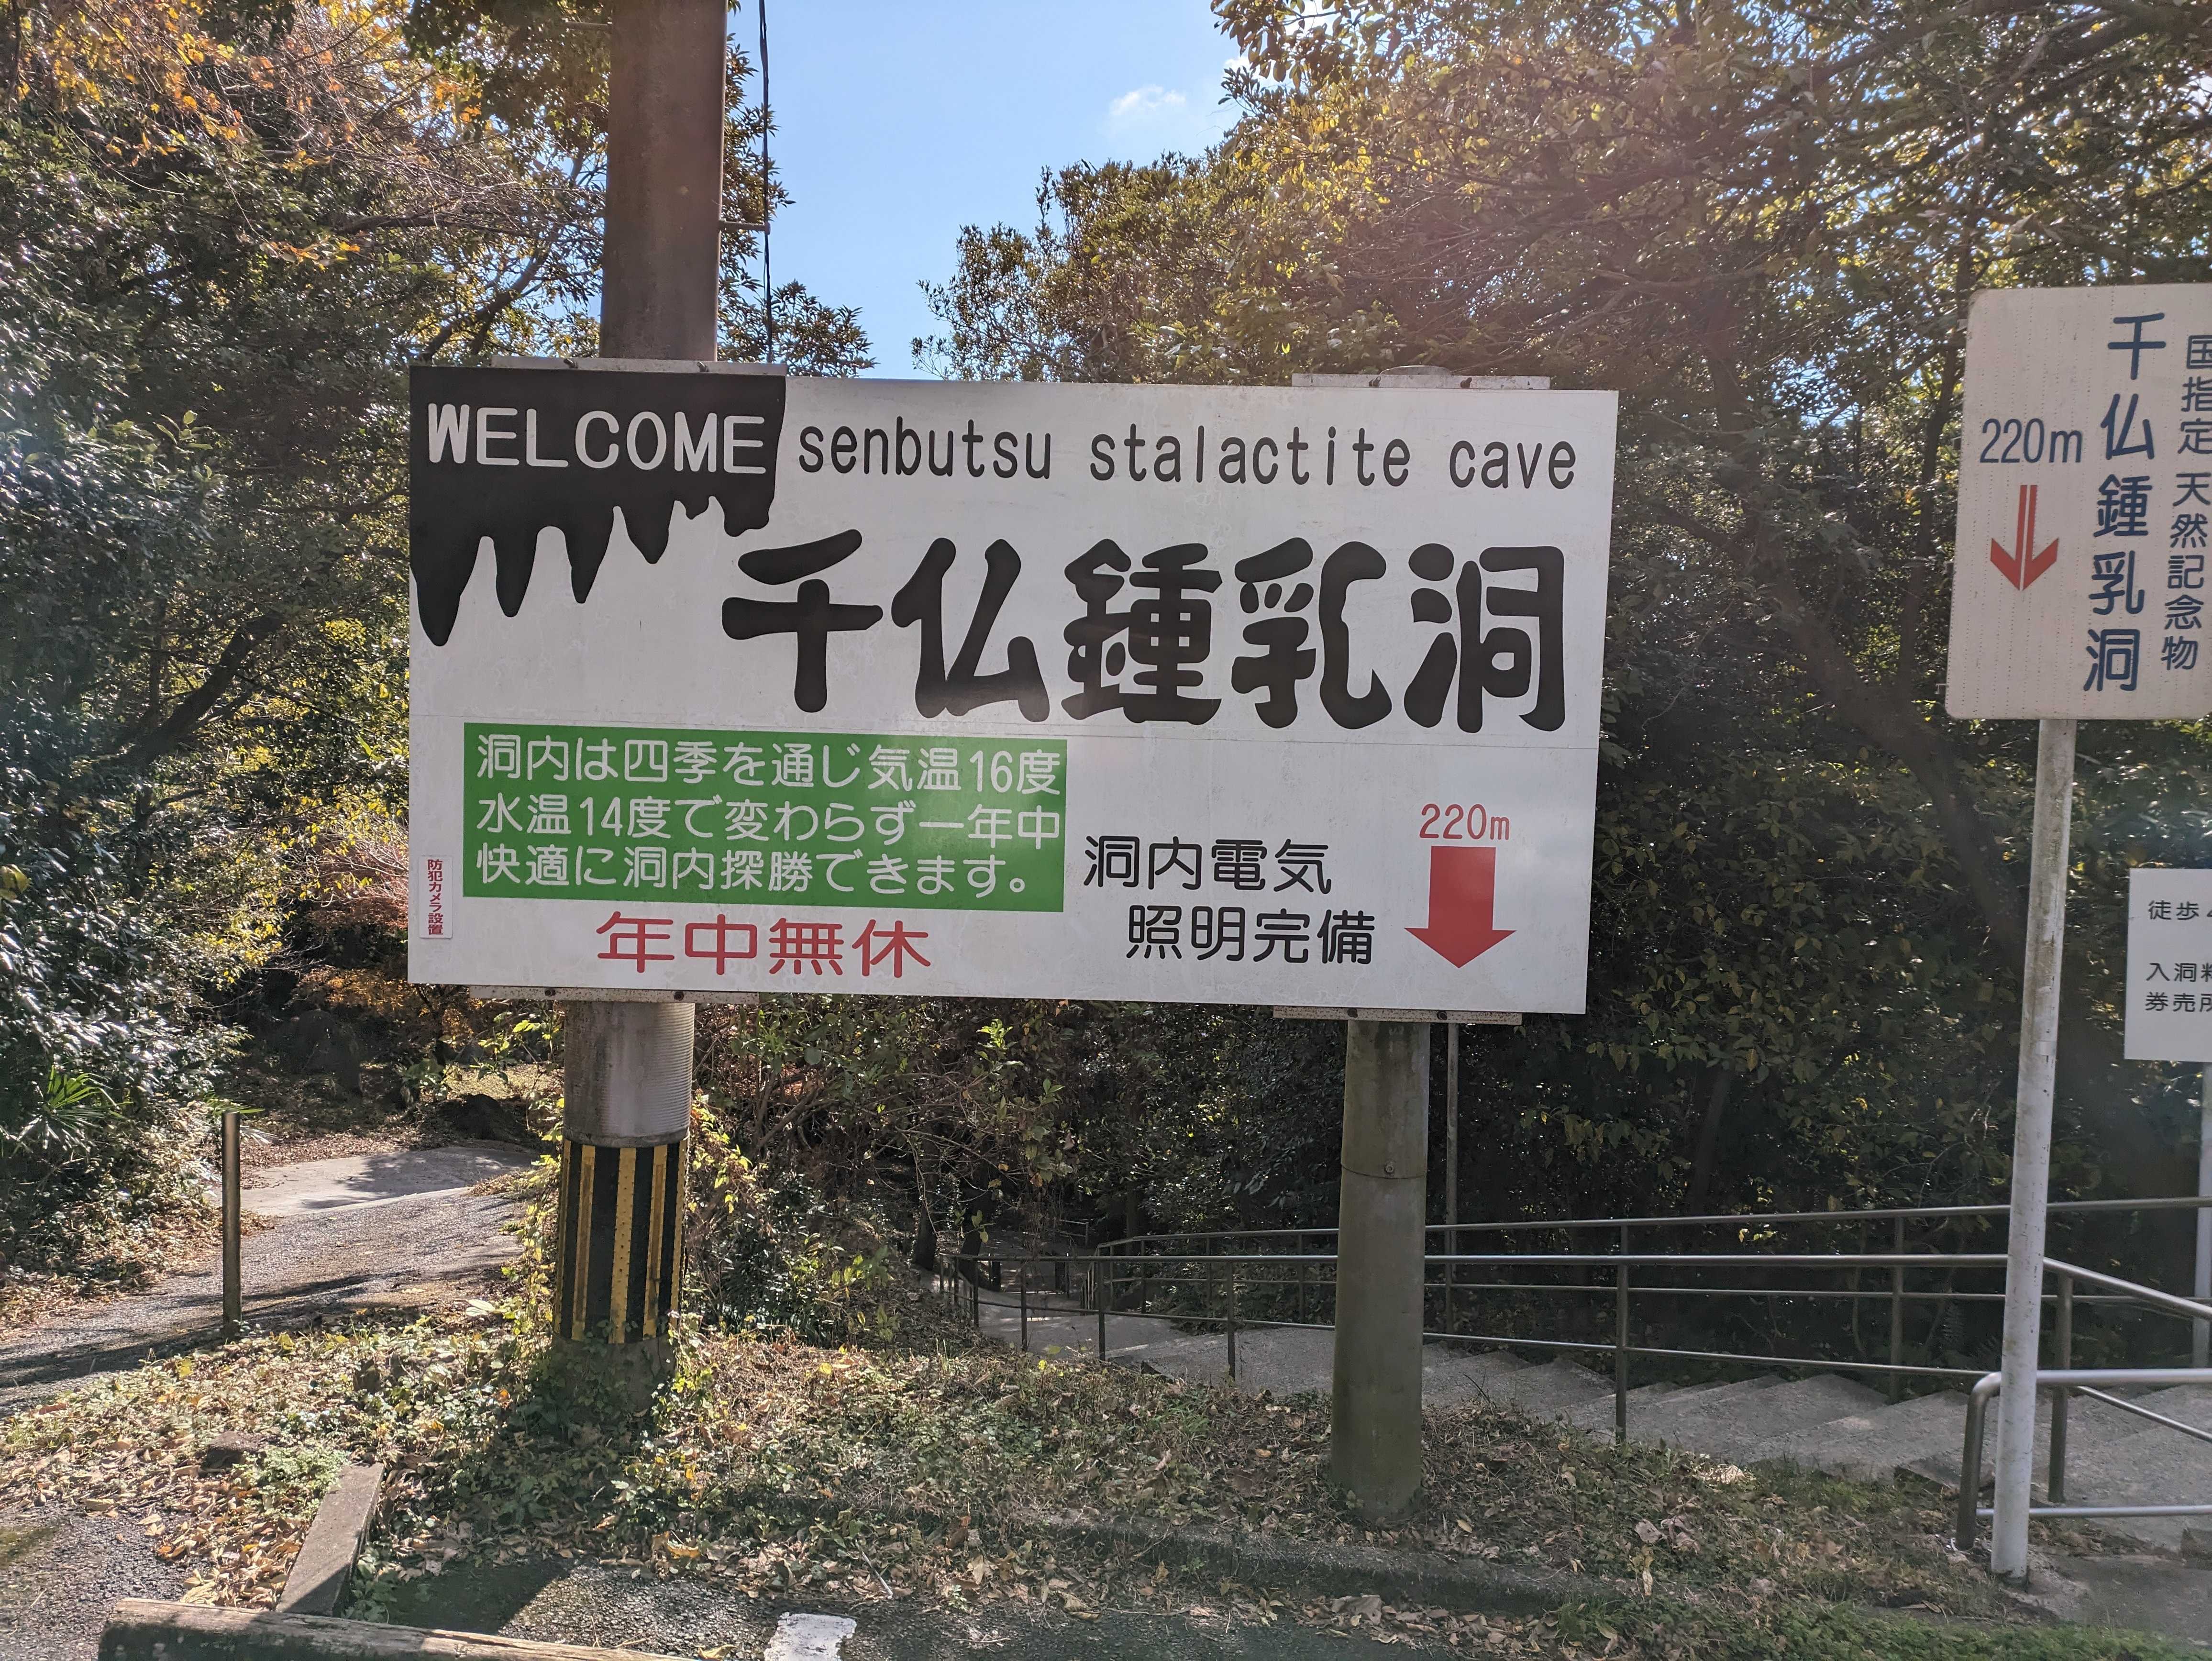 WELCOME senbutsu stalactite cave
千仏鍾乳洞
洞内は四季を通じ気温16度
水温14度で変わらず一年中
快適に洞内探勝できます。
年中無休
洞内電気
照明完備
220m
防犯カメラ設置
国指定 天然記念物
千仏鍾乳洞
220m
徒歩
入洞料
券売所